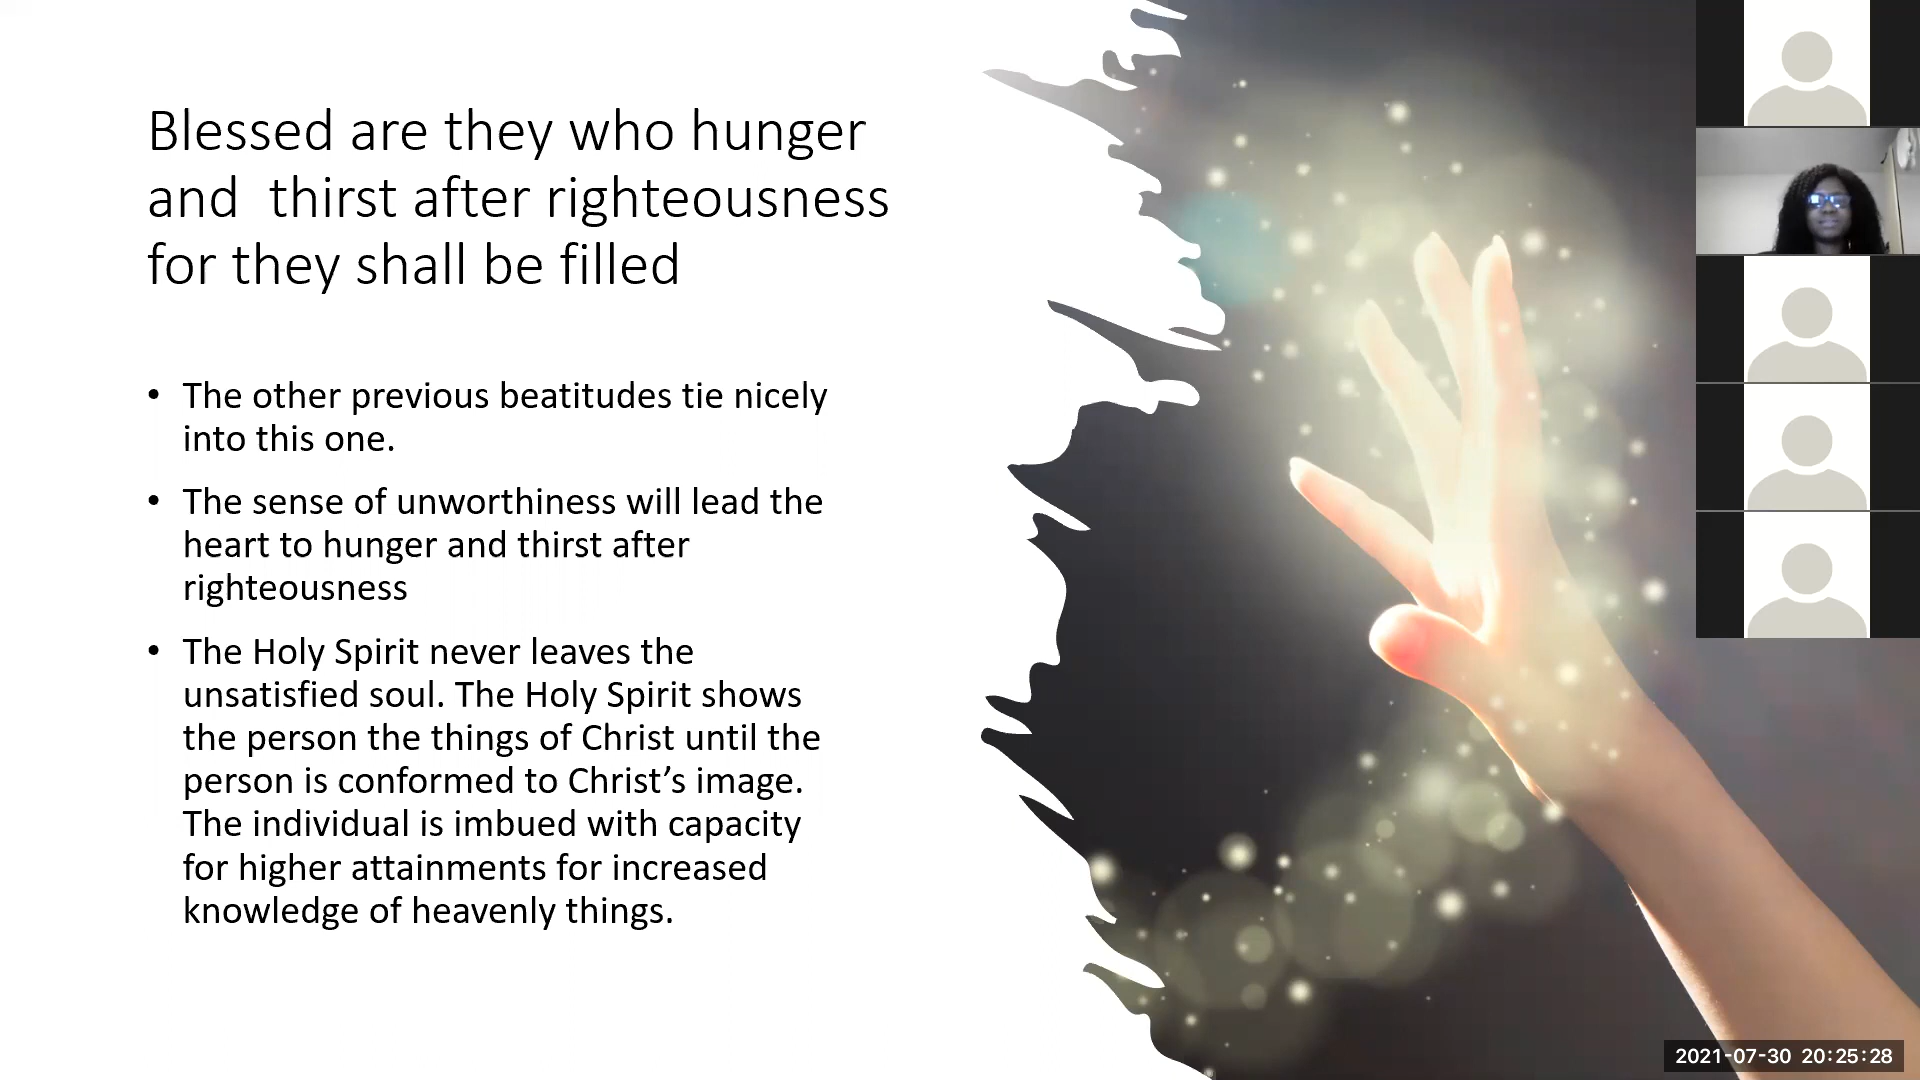 Blessed are they who hunger
and  thirst after righteousness
for they shall be filled
• The other previous beatitudes tie nicely
into this one.
• The sense of unworthiness will lead the
heart to hunger and thirst after
righteousness
• The Holy Spirit never leaves the
unsatisfied soul. The Holy Spirit shows
the person the things of Christ until the
person is conformed to Christ’s image.
The individual is imbued with capacity
for higher attainments for increased
knowledge of heavenly things.
2021-07-30 20:25:28